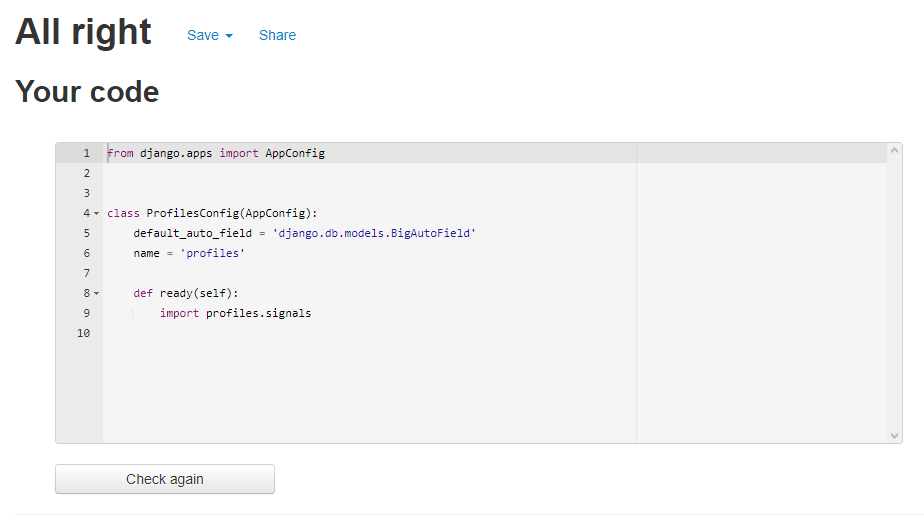 All right Save Share
Your code
1 from django.apps import AppConfig
2
3
4 class ProfilesConfig(AppConfig):
5     default_auto_field = 'django.db.models.BigAutoField'
6     name = 'profiles'
7
8     def ready(self):
9         import profiles.signals
10
Check again